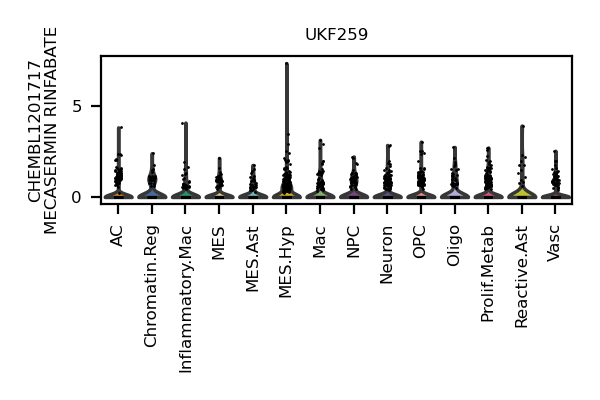 UKF259
CHEMBL1201717
MECASERMIN RINFABATE
5
0
AC
Chromatin.Reg
Inflammatory.Mac
MES
MES.Ast
MES.Hyp
Mac
NPC
Neuron
OPC
Oligo
Prolif.Metab
Reactive.Ast
Vasc